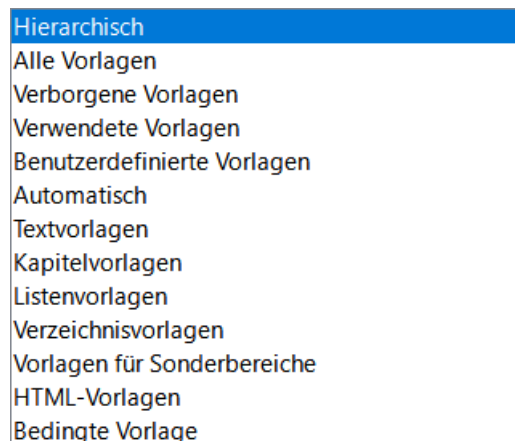 Hierarchisch
Alle Vorlagen
Verborgene Vorlagen
Verwendete Vorlagen
Benutzerdefinierte Vorlagen
Automatisch
Textvorlagen
Kapitelvorlagen
Listenvorlagen
Verzeichnisvorlagen
Vorlagen für Sonderbereiche
HTML-Vorlagen
Bedingte Vorlage